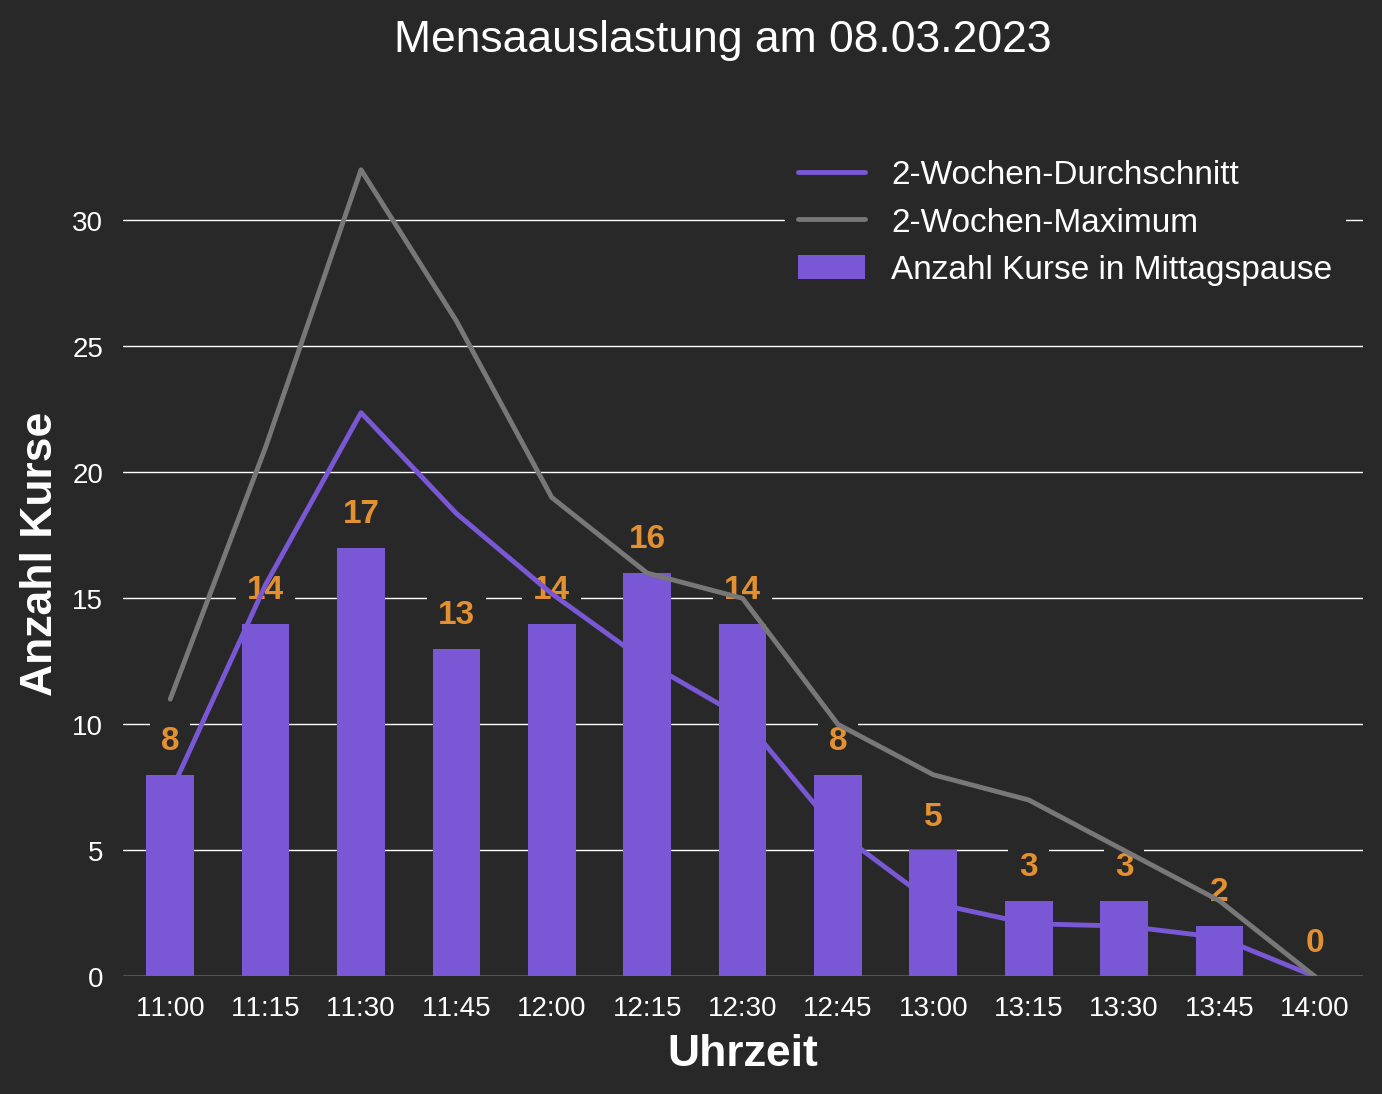 Mensaauslastung am 08.03.2023
2-Wochen-Durchschnitt
2-Wochen-Maximum
Anzahl Kurse in Mittagspause
Anzahl Kurse
30
25
20
15
10
5
0
8
14
17
13
14
16
14
8
5
3
3
2
0
11:00 11:15 11:30 11:45 12:00 12:15 12:30 12:45 13:00 13:15 13:30 13:45 14:00
Uhrzeit